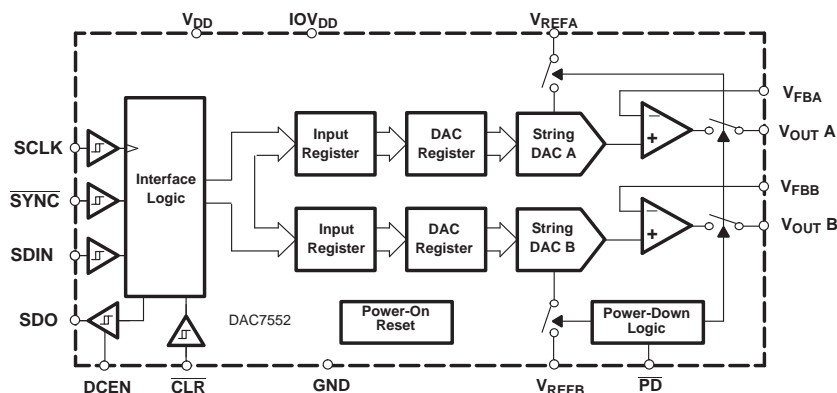 VDD
IOVDD
VREFA
VFBA
SCLK
Interface
Logic
Input
Register
DAC
Register
String
DAC A
−
+
VOUT A
SYNC
VFBB
SDIN
Input
Register
DAC
Register
String
DAC B
−
+
VOUT B
SDO
DAC7552
Power-On
Reset
Power-Down
Logic
DCEN
CLR
GND
VREFB
PD